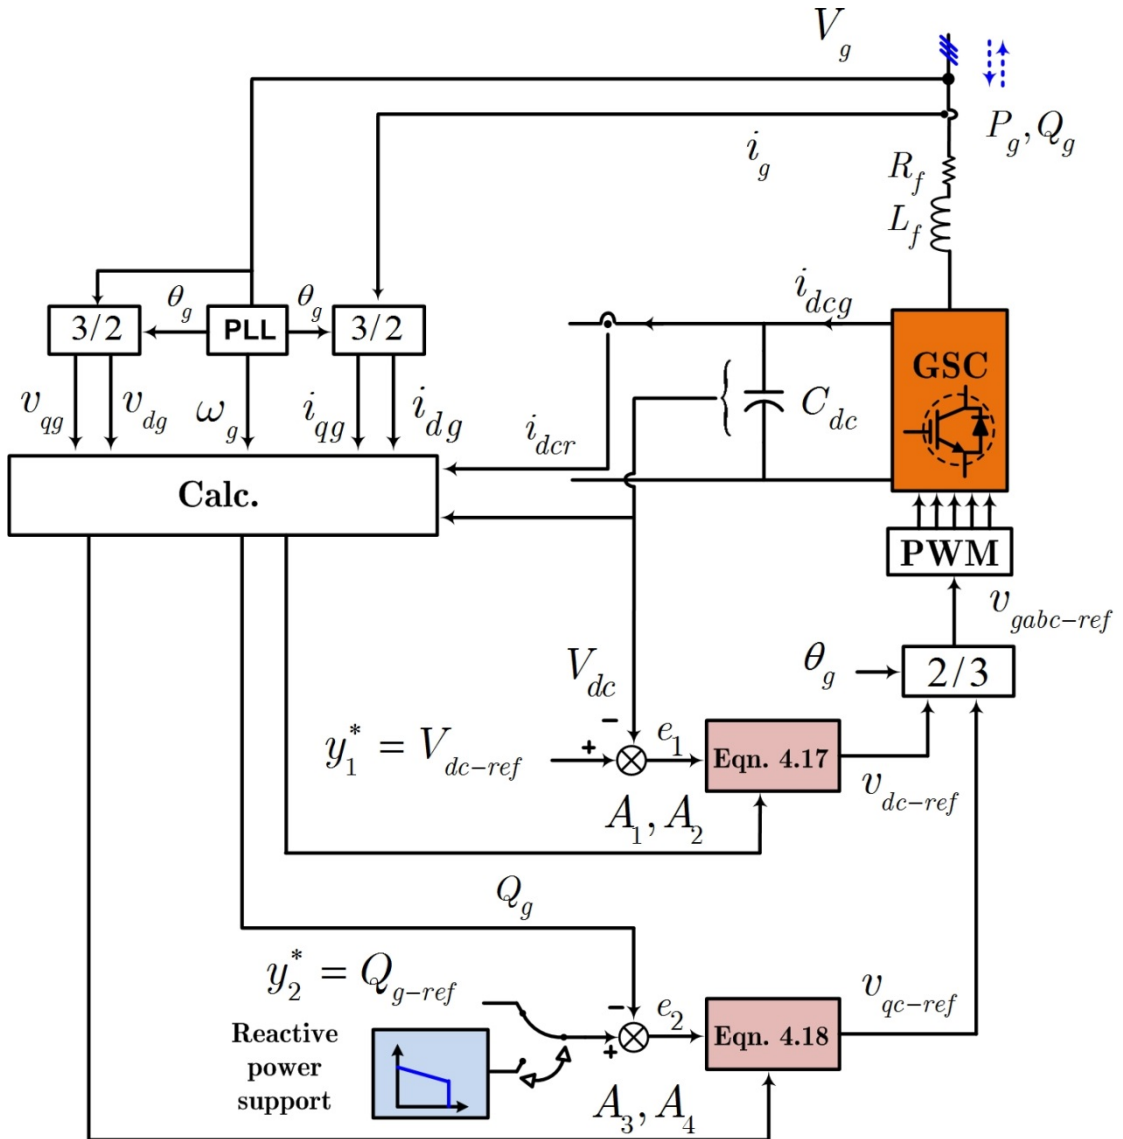 V_g
P_g, Q_g
i_g
R_f
L_f
i_dcg
θ_g
θ_g
3/2
PLL
3/2
GSC
v_qg
v_dg
ω_g
i_qg
i_dg
i_dcr
C_dc
Calc.
PWM
v_gabc-ref
V_dc
θ_g
2/3
y*_1 = V_dc-ref
+
-
e_1
Eqn. 4.17
v_dc-ref
A_1, A_2
Q_g
y*_2 = Q_g-ref
-
+
e_2
Eqn. 4.18
v_qc-ref
Reactive
power
support
A_3, A_4